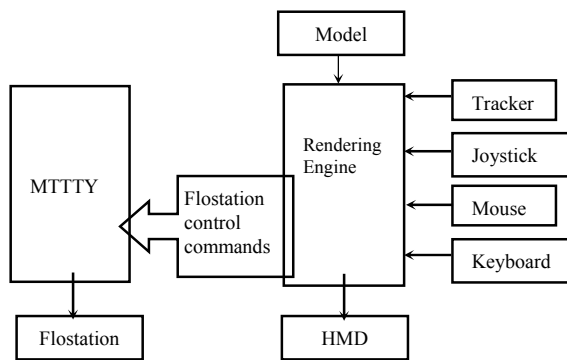 Model
Tracker
Rendering
Engine
Joystick
MTTTY
Flostation
control
commands
Mouse
Keyboard
Flostation
HMD